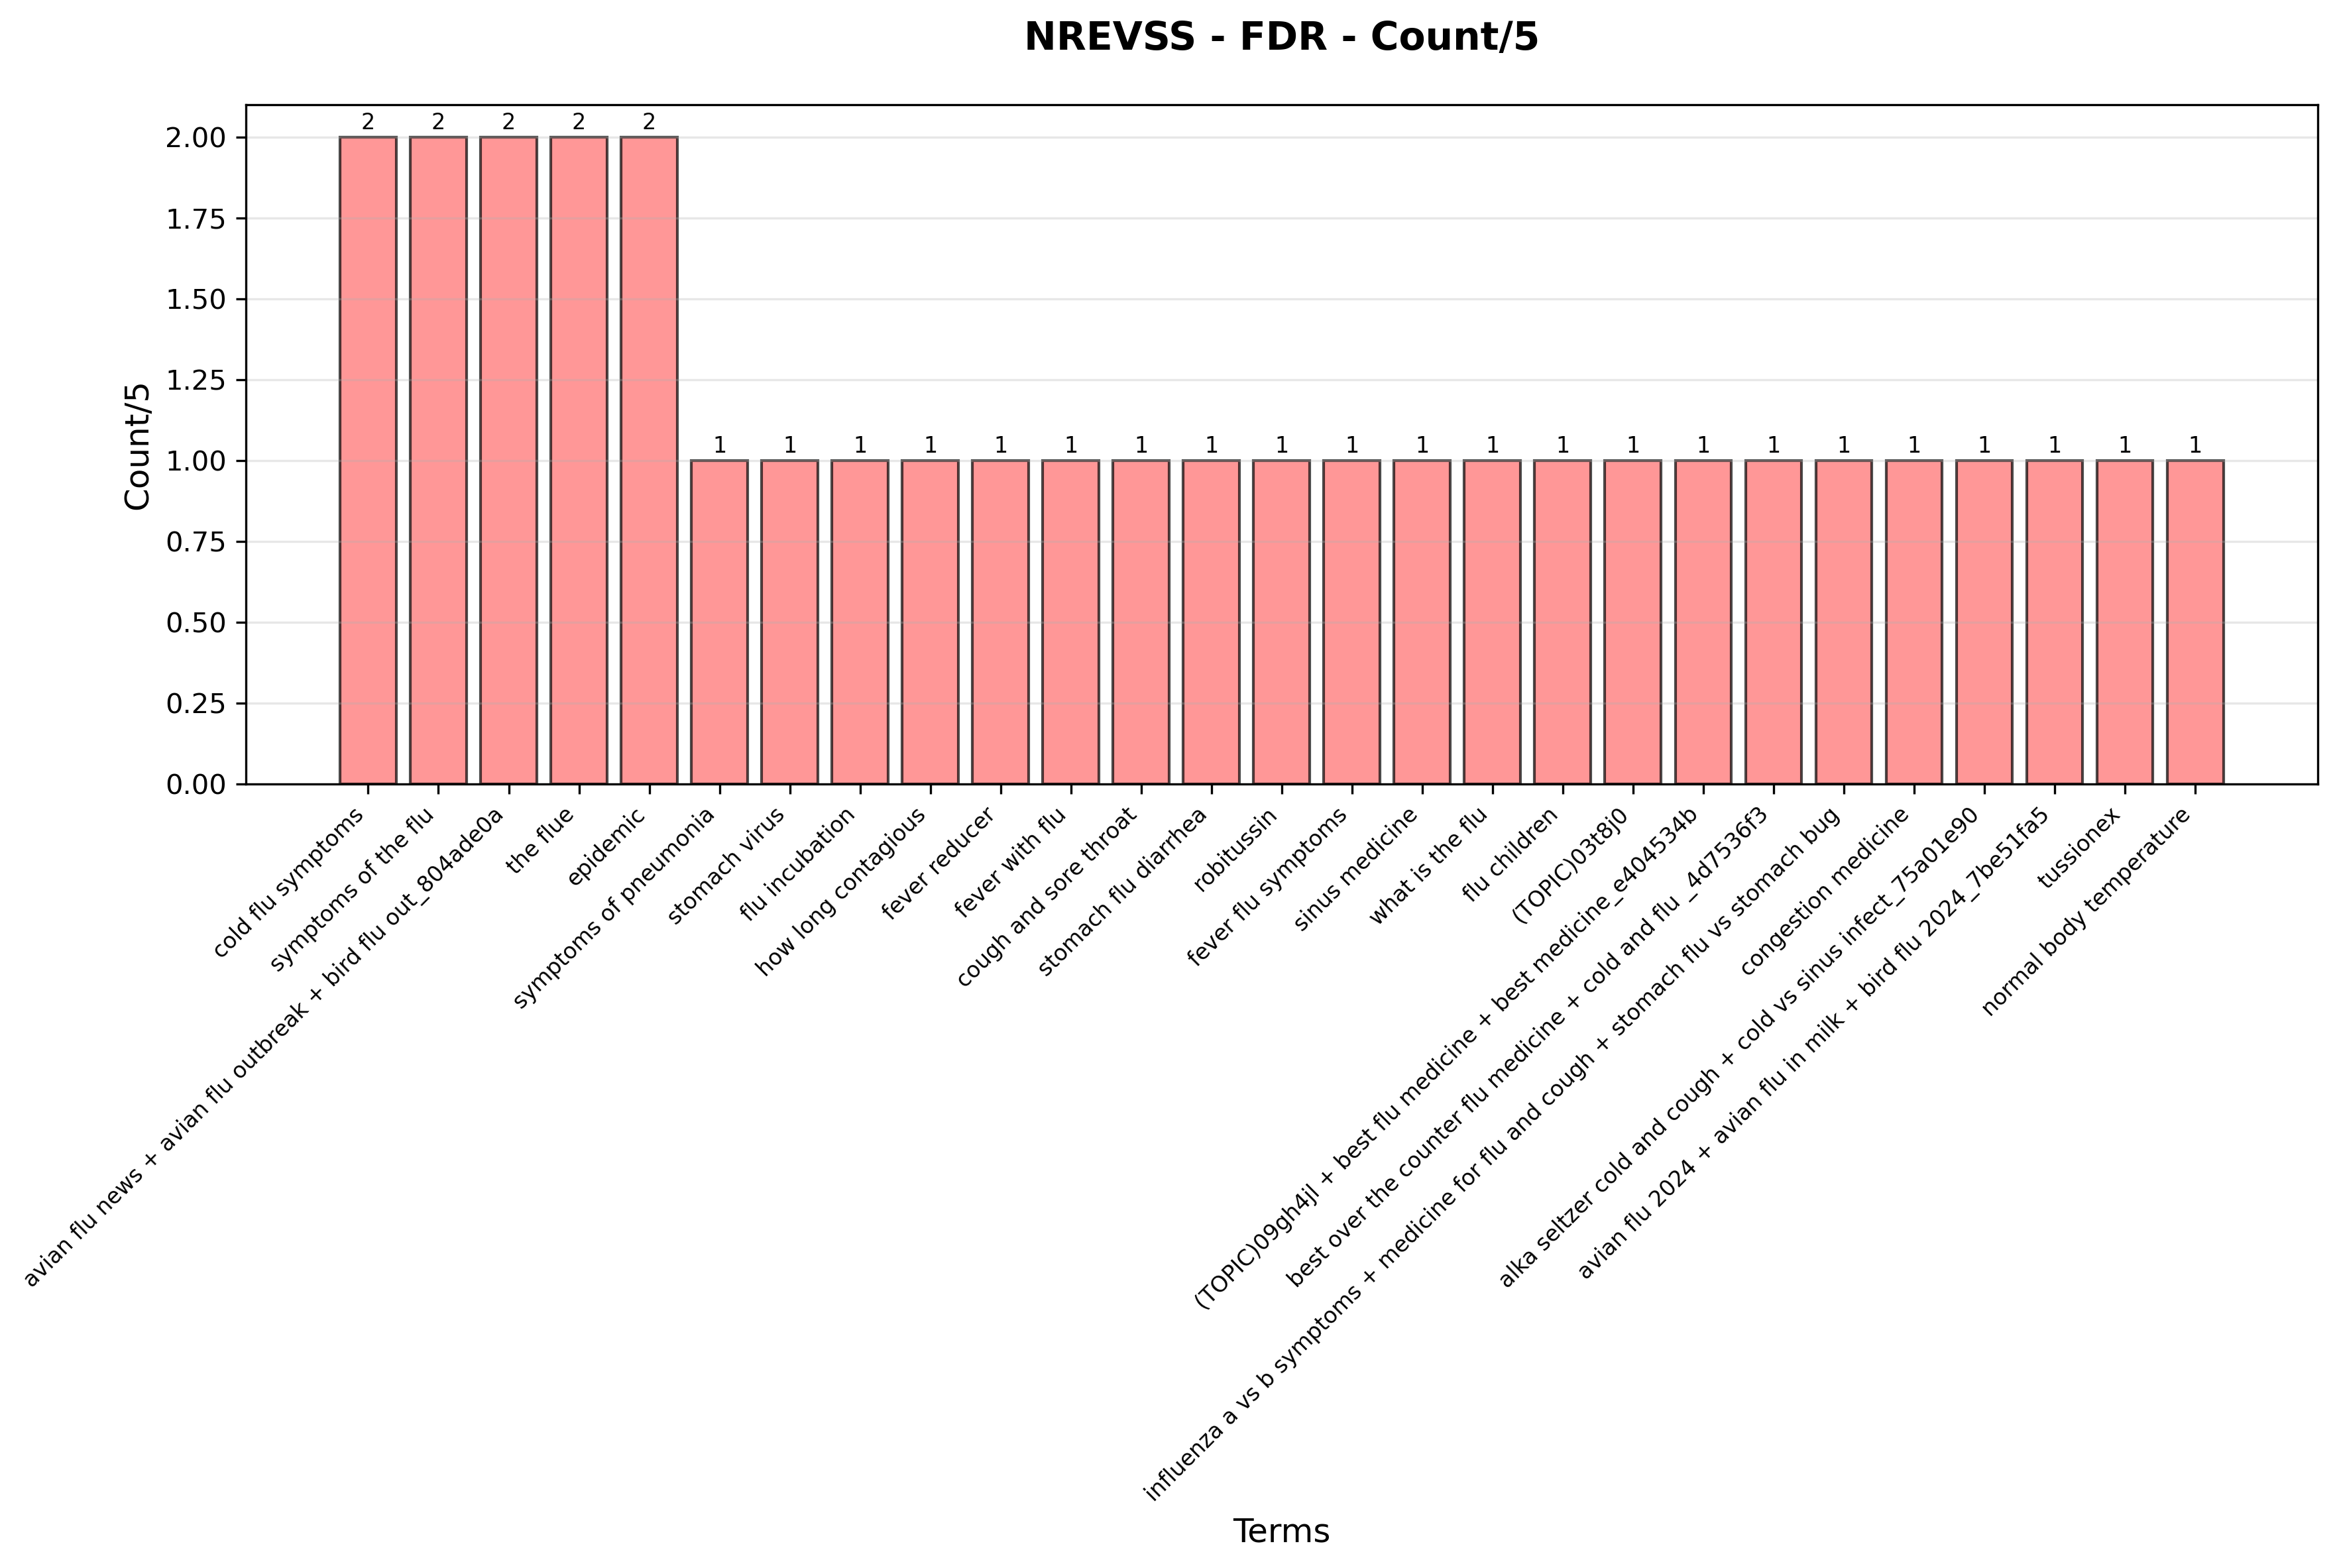 NREVSS - FDR - Count/5
Count/5
2.00
1.75
1.50
1.25
1.00
0.75
0.50
0.25
0.00
2 2 2 2 2
1 1 1 1 1 1 1 1 1 1 1 1 1 1 1 1 1 1 1 1 1 1
cold flu symptoms
symptoms of the flu
avian flu news + avian flu outbreak + bird flu out_804ade0a
the flue
epidemic
symptoms of pneumonia
stomach virus
flu incubation
how long contagious
fever reducer
fever with flu
cough and sore throat
stomach flu diarrhea
robitussin
fever flu symptoms
sinus medicine
what is the flu
flu children
(TOPIC)03t8j0
(TOPIC)09gh4jl + best flu medicine + best medicine_e404534b
best over the counter flu medicine + cold and flu _4d7536f3
influenza a vs b symptoms + medicine for flu and cough + stomach flu vs stomach bug
congestion medicine
alka seltzer cold and cough + cold vs sinus infect_75a01e90
avian flu 2024 + avian flu in milk + bird flu 2024_7be51fa5
tussionex
normal body temperature
Terms